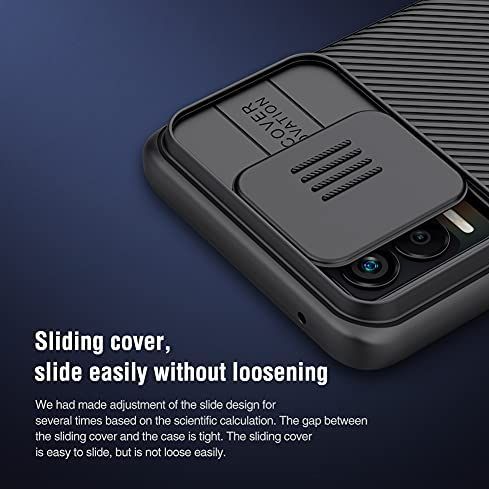 COVER
OVATION
Sliding cover,
slide easily without loosening
We had made adjustment of the slide design for
several times based on the scientific calculation. The gap between
the sliding cover and the case is tight. The sliding cover
is easy to slide, but is not loose easily.